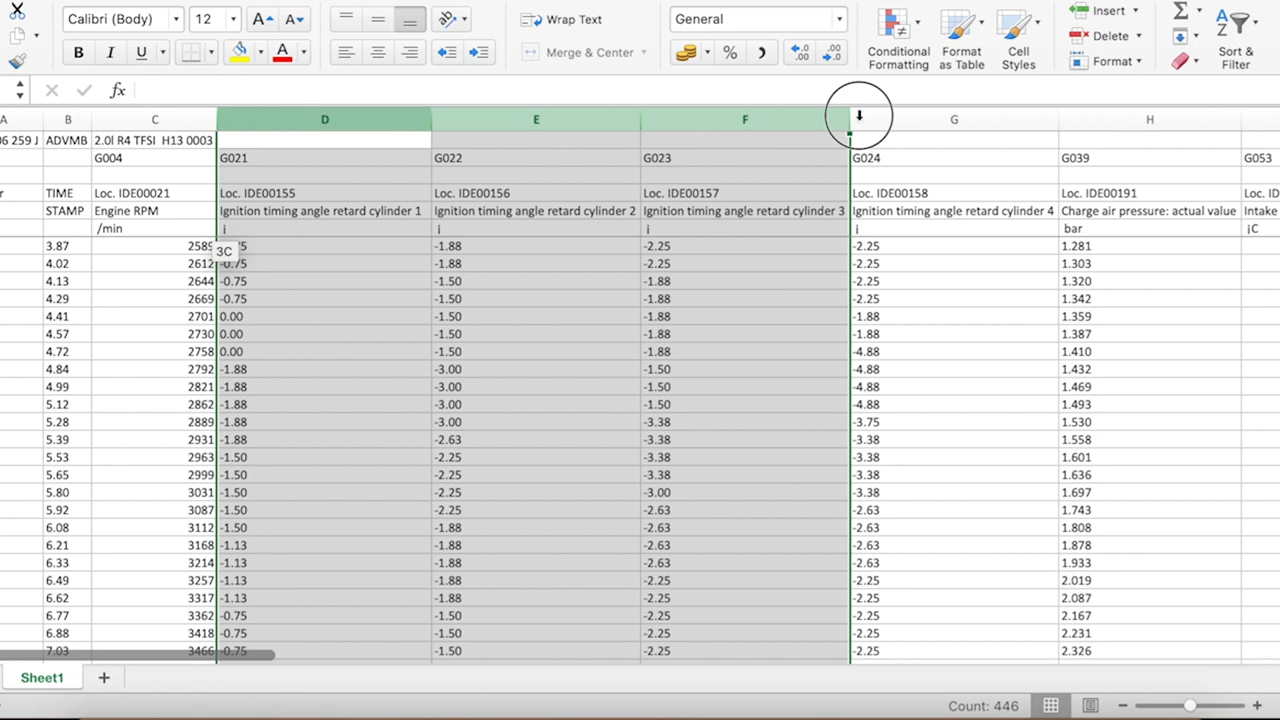 Calibri (Body) 12 A A Wrap Text General Insert
B I U A Merge & Center % Conditional Formatting Format as Table Cell Styles Delete Format Sort & Filter
fx
A B C D E F G H
06 259 J ADVMB 2.0l R4 TFSI H13 0003
G004 G021 G022 G023 G024 G039 G053
r TIME Loc. IDE00021 Loc. IDE00155 Loc. IDE00156 Loc. IDE00157 Loc. IDE00158 Loc. IDE00191 Loc. ID
STAMP Engine RPM Ignition timing angle retard cylinder 1 Ignition timing angle retard cylinder 2 Ignition timing angle retard cylinder 3 Ignition timing angle retard cylinder 4 Charge air pressure: actual value Intake
/min ¡ ¡ ¡ ¡ bar ¡C
3.87 2589 -1.88 -2.25 -2.25 1.281
3C
4.02 2612 -0.75 -1.88 -2.25 -2.25 1.303
4.13 2644 -0.75 -1.50 -1.88 -2.25 1.320
4.29 2669 -0.75 -1.50 -1.88 -2.25 1.342
4.41 2701 0.00 -1.50 -1.88 -1.88 1.359
4.57 2730 0.00 -1.50 -1.88 -1.88 1.387
4.72 2758 0.00 -1.50 -1.88 -4.88 1.410
4.84 2792 -1.88 -3.00 -1.50 -4.88 1.432
4.99 2821 -1.88 -3.00 -1.50 -4.88 1.469
5.12 2862 -1.88 -3.00 -1.50 -4.88 1.493
5.28 2889 -1.88 -3.00 -3.38 -3.75 1.530
5.39 2931 -1.88 -2.63 -3.38 -3.38 1.558
5.53 2963 -1.50 -2.25 -3.38 -3.38 1.601
5.65 2999 -1.50 -2.25 -3.38 -3.38 1.636
5.80 3031 -1.50 -2.25 -3.00 -3.38 1.697
5.92 3087 -1.50 -2.25 -2.63 -2.63 1.743
6.08 3112 -1.50 -1.88 -2.63 -2.63 1.808
6.21 3168 -1.13 -1.88 -2.63 -2.63 1.878
6.33 3214 -1.13 -1.88 -2.63 -2.63 1.933
6.49 3257 -1.13 -1.88 -2.25 -2.25 2.019
6.62 3317 -1.13 -1.88 -2.25 -2.25 2.087
6.77 3362 -0.75 -1.50 -2.25 -2.25 2.167
6.88 3418 -0.75 -1.50 -2.25 -2.25 2.231
7.03 3466 -0.75 -1.50 -2.25 -2.25 2.326
Sheet1 +
Count: 446